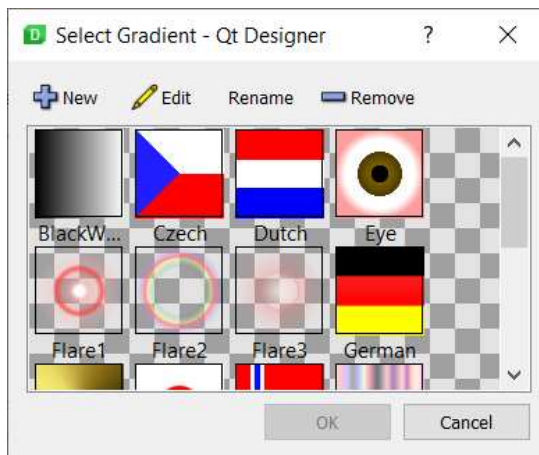 Select Gradient - Qt Designer ?
New Edit Rename Remove
BlackW... Czech Dutch Eye
Flare1 Flare2 Flare3 German
OK Cancel